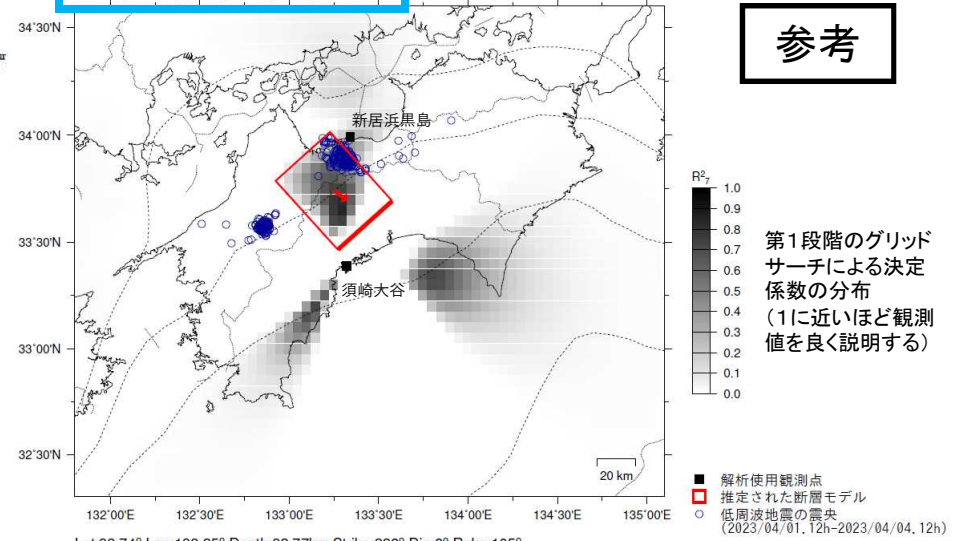 参考
34°30'N
34°00'N
33°30'N
33°00'N
32°30'N
132°00'E
132°30'E
133°00'E
133°30'E
134°00'E
134°30'E
135°00'E
新居浜黒島
須崎大谷
20 km
R²₇
1.0
0.9
0.8
0.7
0.6
0.5
0.4
0.3
0.2
0.1
0.0
第1段階のグリッド
サーチによる決定
係数の分布
(1に近いほど観測
値を良く説明する)
解析使用観測点
推定された断層モデル
低周波地震の震央
(2023/04/01.12h-2023/04/04.12h)